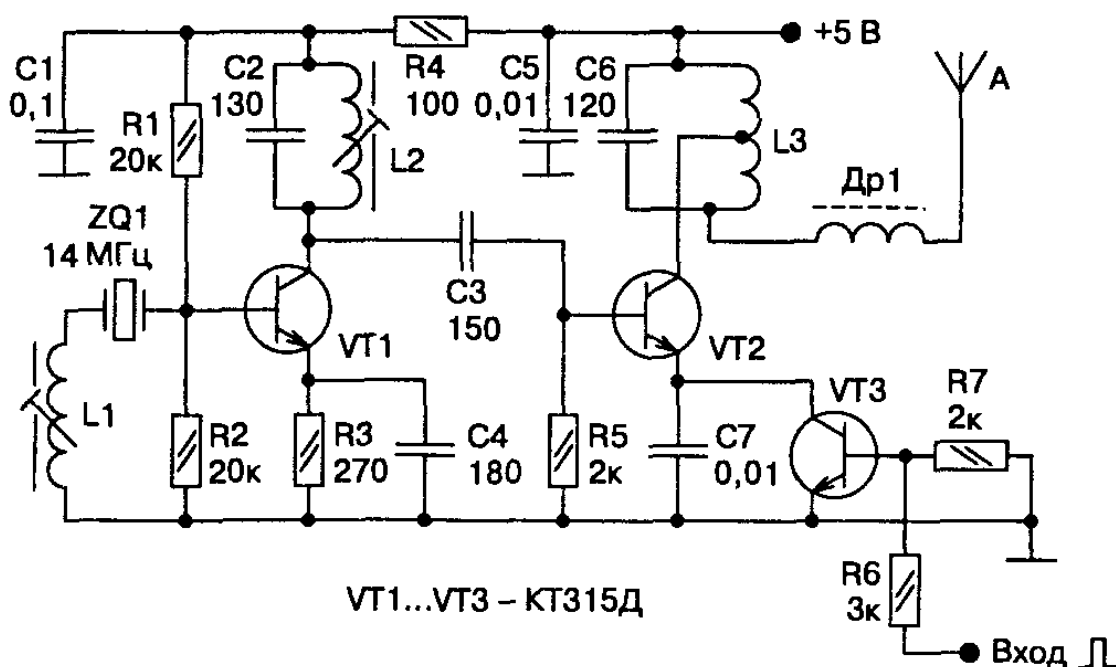 +5 В
C1
0,1
R1
20к
C2
130
L2
R4
100
C5
0,01
C6
120
L3
A
Др1
ZQ1
14 МГц
L1
VT1
C3
150
VT2
VT3
R7
2к
R2
20к
R3
270
C4
180
R5
2к
C7
0,01
R6
3к
VT1...VT3 – КТ315Д
Вход